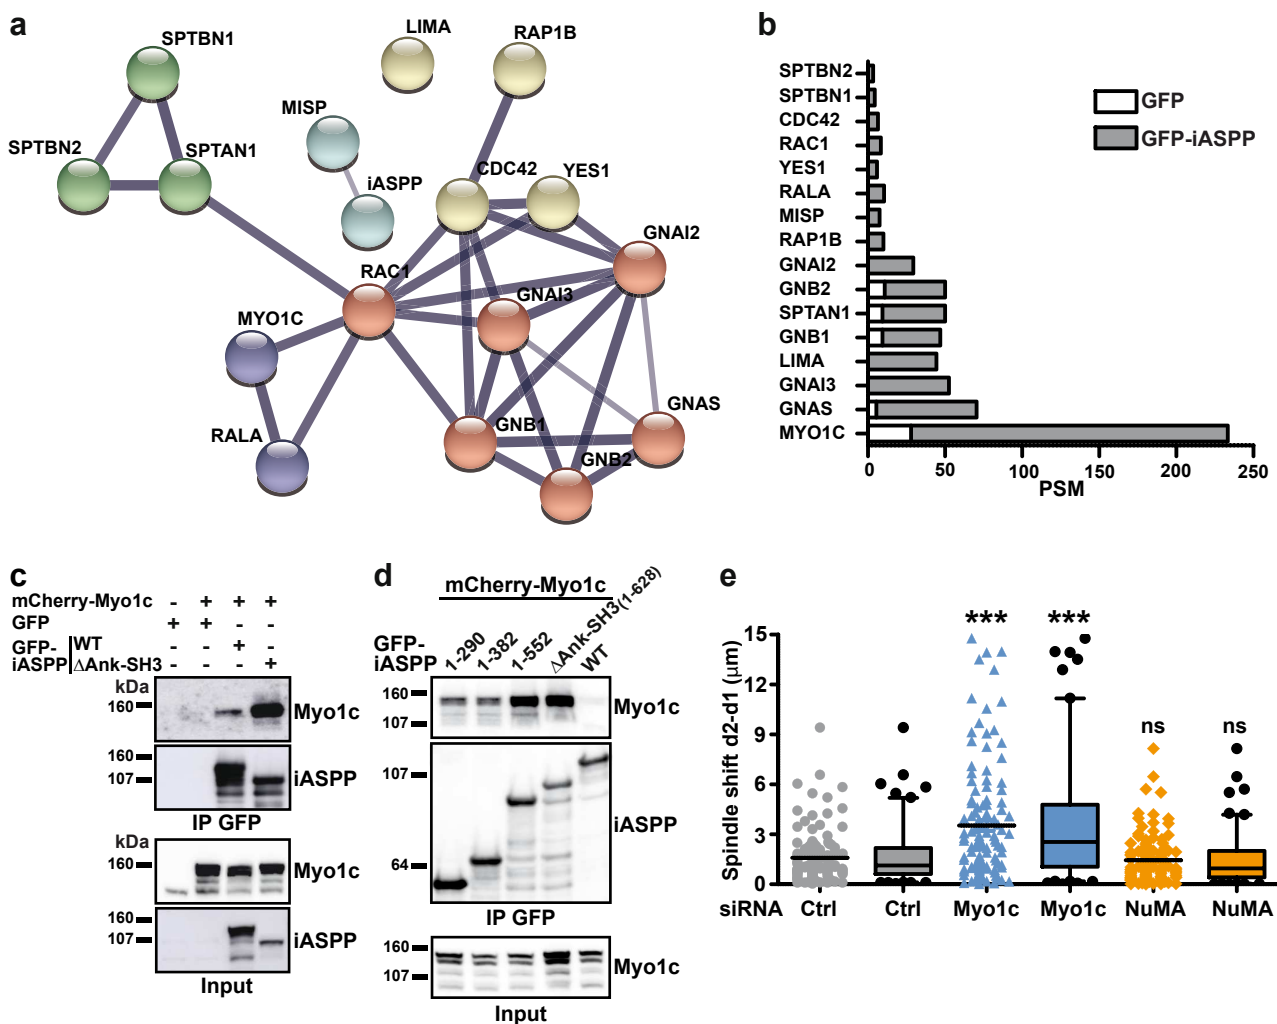 a
SPTBN1
LIMA
RAP1B
MISP
SPTBN2
SPTAN1
iASPP
CDC42
YES1
GNAI2
RAC1
GNAI3
MYO1C
GNAS
RALA
GNB1
GNB2
b
SPTBN2
SPTBN1
CDC42
RAC1
YES1
RALA
MISP
RAP1B
GNAI2
GNB2
SPTAN1
GNB1
LIMA
GNAI3
GNAS
MYO1C
GFP
GFP-iASPP
0 50 100 150 200 250
PSM
c
mCherry-Myo1c - + + +
GFP + + - -
GFP- WT - - + -
iASPP ΔAnk-SH3 - - - +
kDa
160 Myo1c
160
107 iASPP
IP GFP
kDa
160 Myo1c
160
107 iASPP
Input
d
mCherry-Myo1c
GFP-
iASPP 1-290 1-382 1-552 ΔAnk-SH3(1-628) WT
160
107 Myo1c
107
64 iASPP
IP GFP
160
107 Myo1c
Input
e
Spindle shift d2-d1 (μm)
15
12
9
6
3
0
*** ***
ns ns
siRNA Ctrl Ctrl Myo1c Myo1c NuMA NuMA